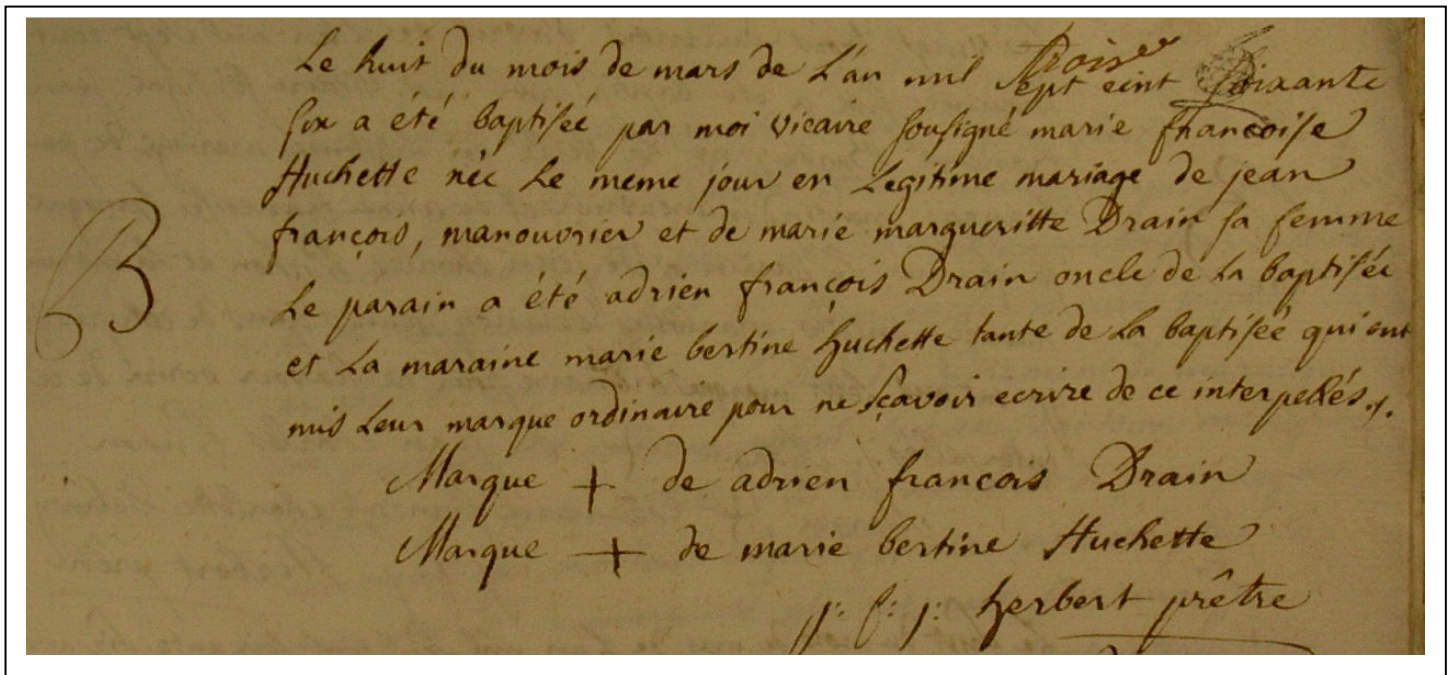 B
Le huit du mois de mars de L'an mil Sept cent soixante
six a été baptisée par moi vicaire sousigné marie françoise
Huchette née Le meme jour en Legitime mariage de jean
françois, manouvrier et de marie margueritte Drain sa femme
Le parain a été adrien françois Drain oncle de La baptisée
et La maraine marie bertine huchette tante de La baptisée qui ont
mis Leur marque ordinaire pour ne sçavoir ecrire de ce interpellés.
Marque + de adrien francois Drain
Marque + de marie bertine Huchette
j: f: j: herbert prêtre